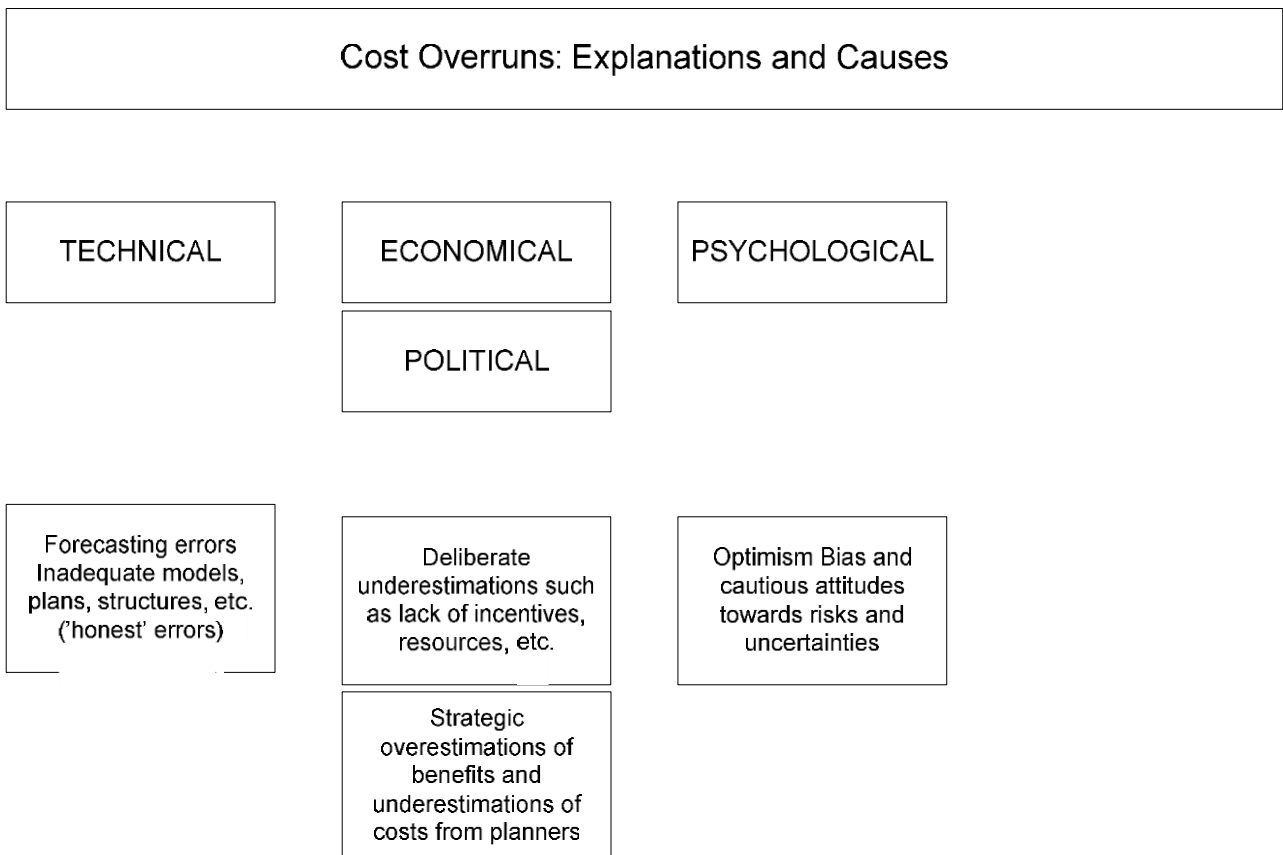 Cost Overruns: Explanations and Causes
TECHNICAL
ECONOMICAL
PSYCHOLOGICAL
POLITICAL
Forecasting errors
Inadequate models,
plans, structures, etc.
('honest' errors)
Deliberate
underestimations such
as lack of incentives,
resources, etc.
Optimism Bias and
cautious attitudes
towards risks and
uncertainties
Strategic
overestimations of
benefits and
underestimations of
costs from planners